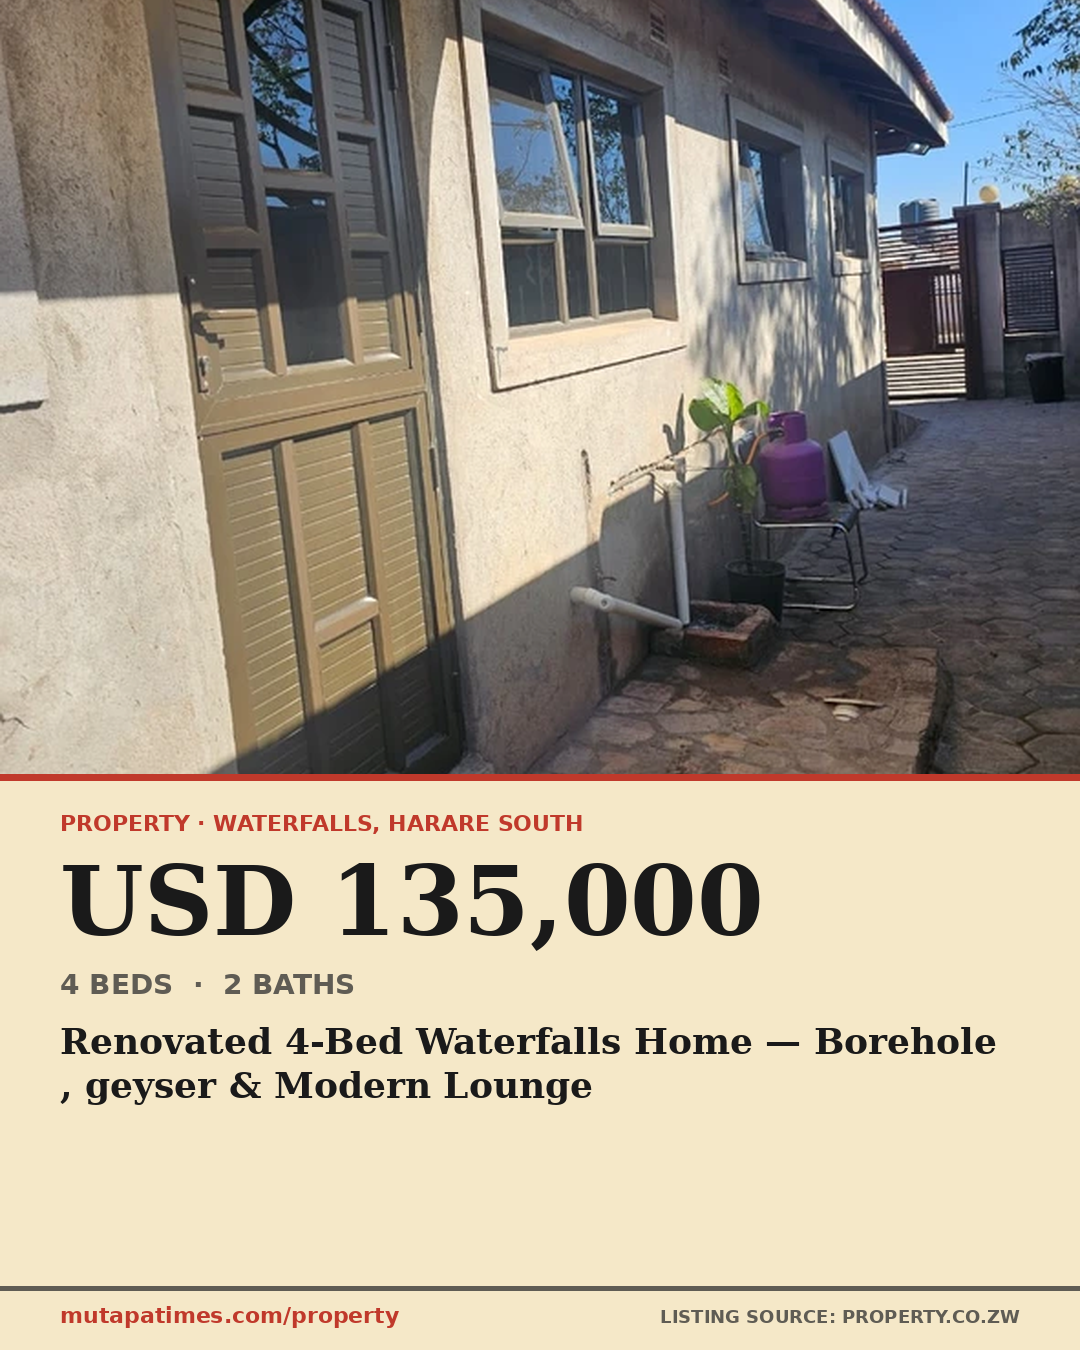 PROPERTY · WATERFALLS, HARARE SOUTH
USD 135,000
4 BEDS · 2 BATHS
Renovated 4-Bed Waterfalls Home — Borehole
, geyser & Modern Lounge
mutapatimes.com/property
LISTING SOURCE: PROPERTY.CO.ZW